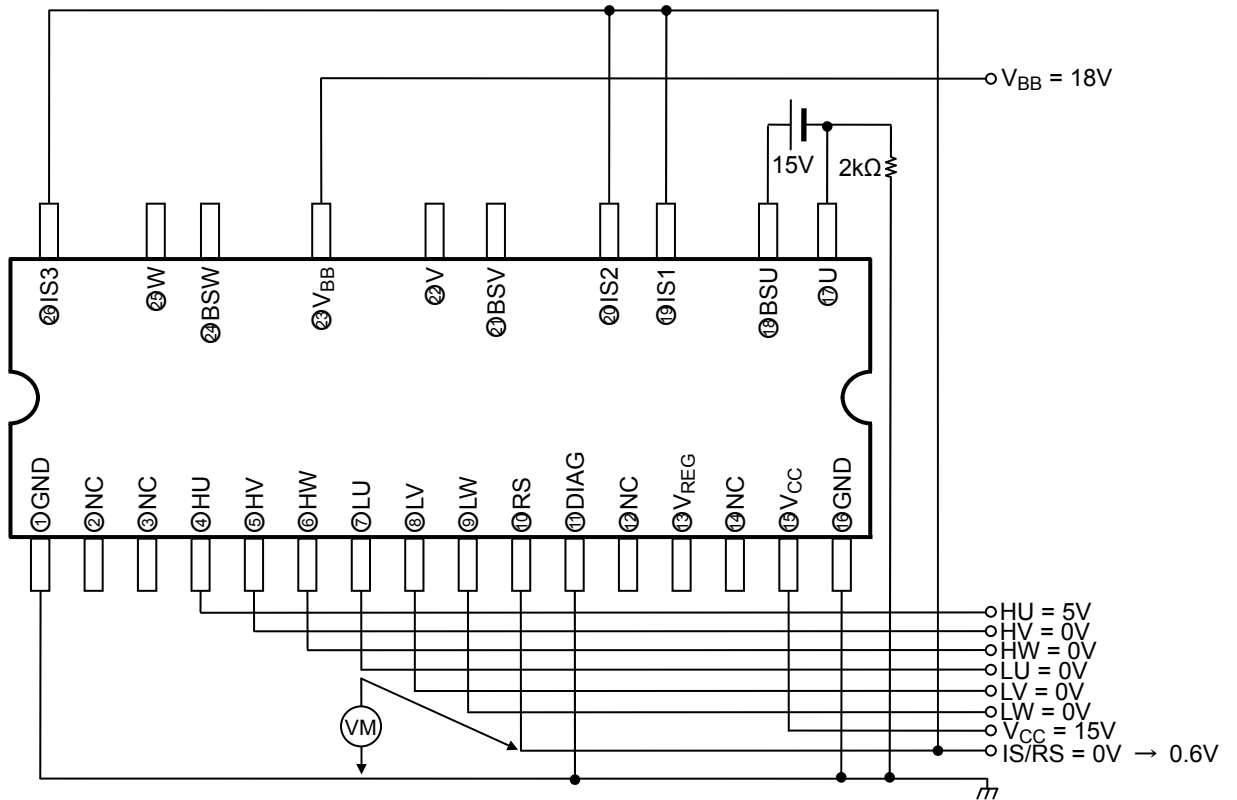 V_BB = 18V
15V
2kΩ
㉖IS3
㉕W
㉔BSW
㉓V_BB
㉒V
㉑BSV
⑳IS2
⑲IS1
⑱BSU
⑰U
①GND
②NC
③NC
④HU
⑤HV
⑥HW
⑦LU
⑧LV
⑨LW
⑩RS
⑪DIAG
⑫NC
⑬V_REG
⑭NC
⑮V_CC
⑯GND
HU = 5V
HV = 0V
HW = 0V
LU = 0V
LV = 0V
LW = 0V
V_CC = 15V
IS/RS = 0V → 0.6V
VM